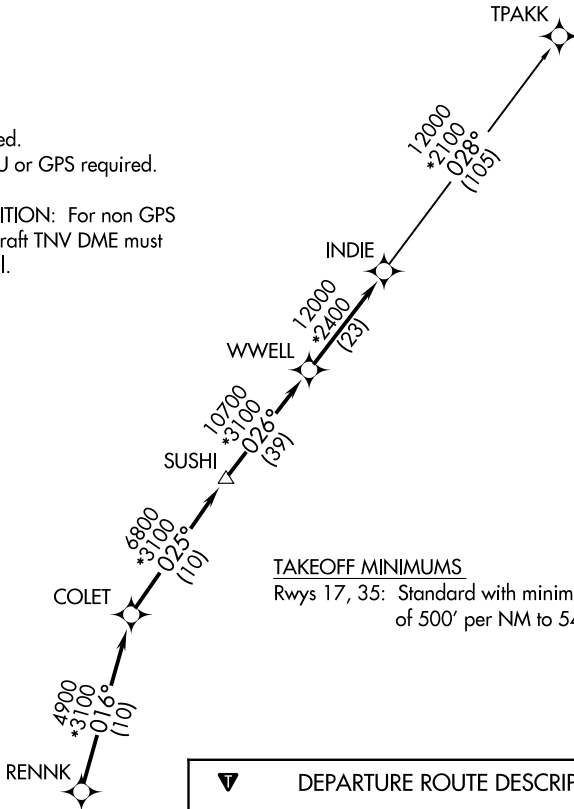 TPAKK
12000
*2100
028°
(105)
ed.
U or GPS required.
ITION: For non GPS
raft TNV DME must
l.
INDIE
12000
*2400
(23)
WWELL
10700
*3100
026°
(39)
SUSHI
6800
*3100
025°
(10)
TAKEOFF MINIMUMS
Rwys 17, 35: Standard with minim
of 500' per NM to 54
COLET
4900
*3100
016°
(10)
RENNK
T DEPARTURE ROUTE DESCRIP